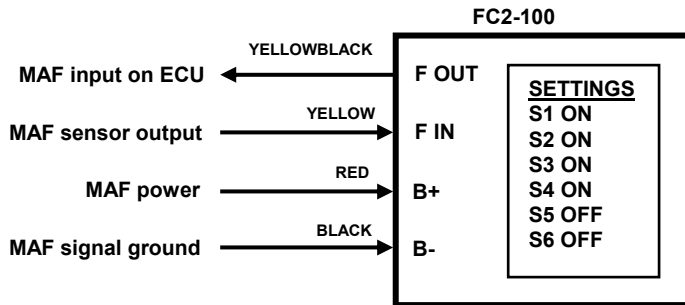 FC2-100
YELLOWBLACK
MAF input on ECU
F OUT
YELLOW
MAF sensor output
F IN
RED
MAF power
B+
BLACK
MAF signal ground
B-
SETTINGS
S1 ON
S2 ON
S3 ON
S4 ON
S5 OFF
S6 OFF